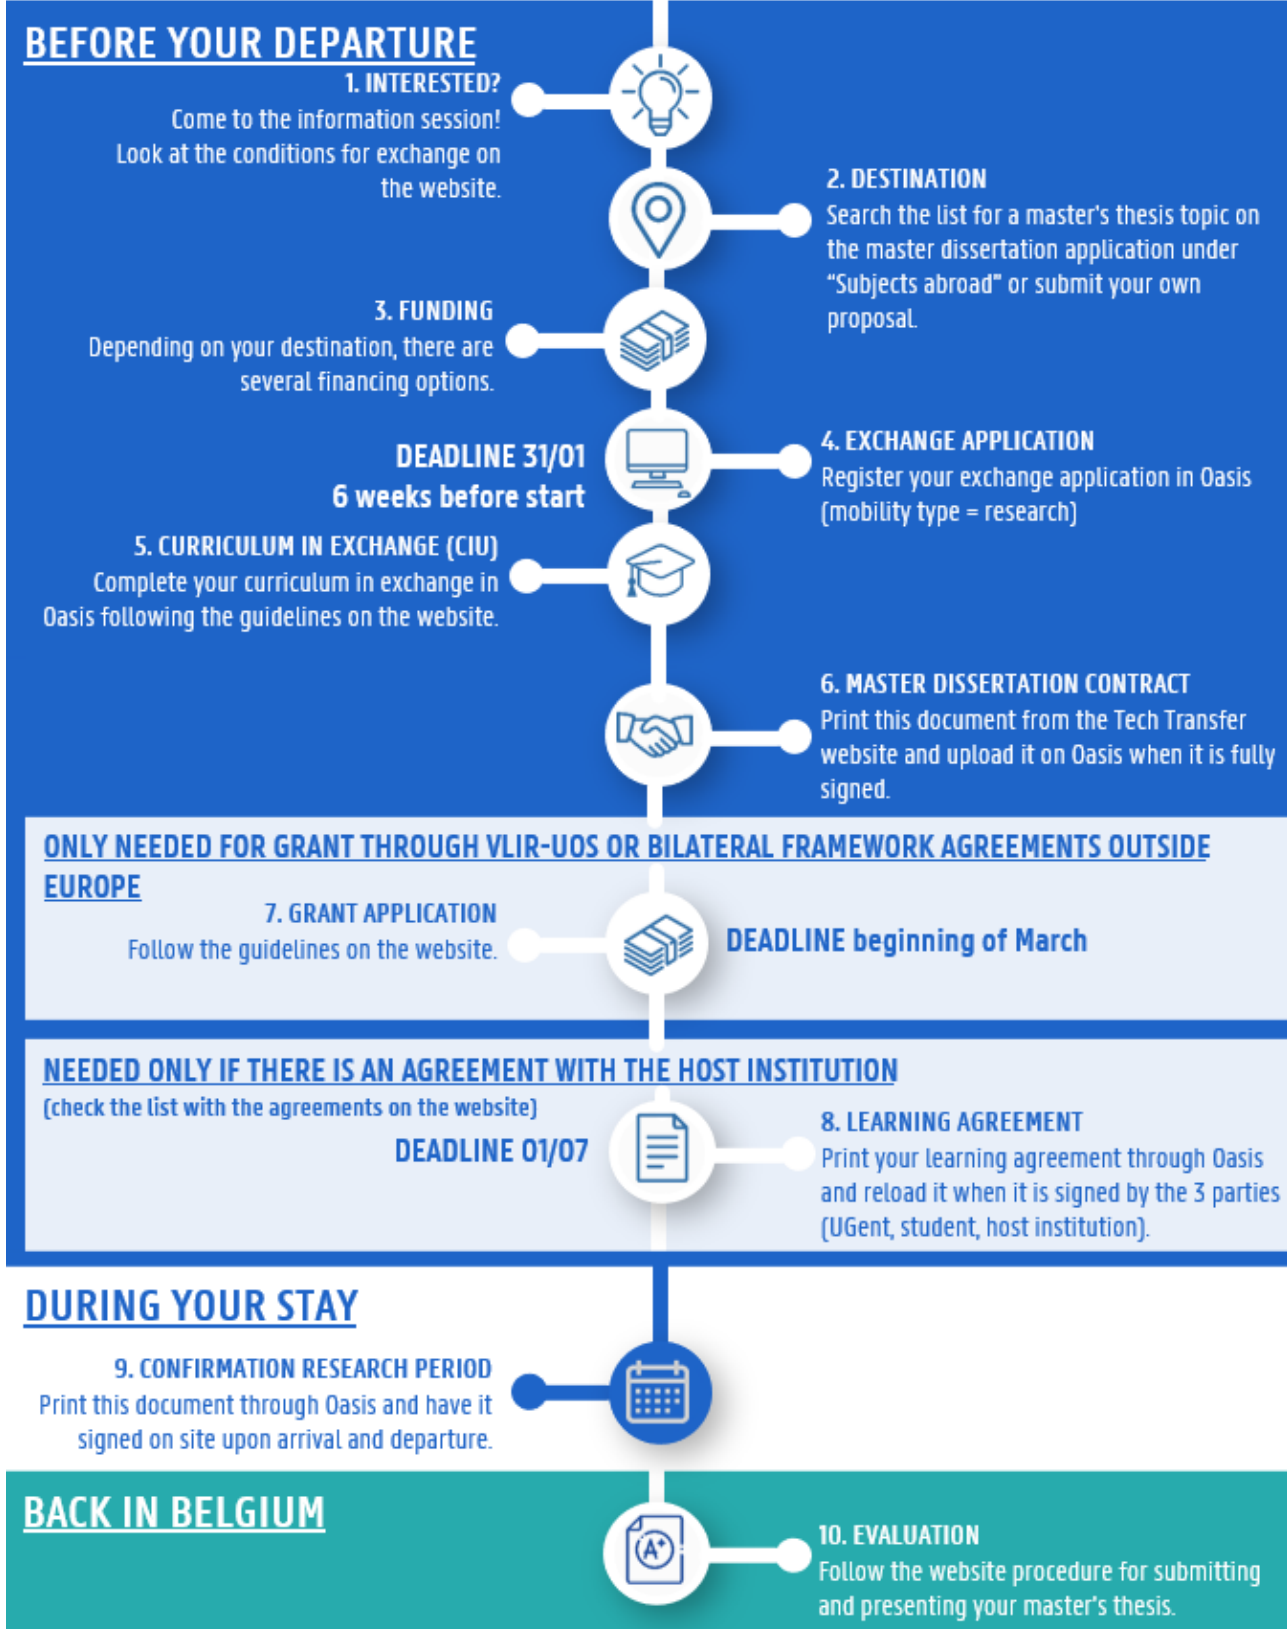 BEFORE YOUR DEPARTURE
1. INTERESTED?
Come to the information session!
Look at the conditions for exchange on
the website.
2. DESTINATION
Search the list for a master's thesis topic on
the master dissertation application under
“Subjects abroad” or submit your own
proposal.
3. FUNDING
Depending on your destination, there are
several financing options.
DEADLINE 31/01
6 weeks before start
4. EXCHANGE APPLICATION
Register your exchange application in Oasis
(mobility type = research)
5. CURRICULUM IN EXCHANGE (CIU)
Complete your curriculum in exchange in
Oasis following the guidelines on the website.
6. MASTER DISSERTATION CONTRACT
Print this document from the Tech Transfer
website and upload it on Oasis when it is fully
signed.
ONLY NEEDED FOR GRANT THROUGH VLIR-UOS OR BILATERAL FRAMEWORK AGREEMENTS OUTSIDE
EUROPE
7. GRANT APPLICATION
Follow the guidelines on the website.
DEADLINE beginning of March
NEEDED ONLY IF THERE IS AN AGREEMENT WITH THE HOST INSTITUTION
(check the list with the agreements on the website)
DEADLINE 01/07
8. LEARNING AGREEMENT
Print your learning agreement through Oasis
and reload it when it is signed by the 3 parties
(UGent, student, host institution).
DURING YOUR STAY
9. CONFIRMATION RESEARCH PERIOD
Print this document through Oasis and have it
signed on site upon arrival and departure.
BACK IN BELGIUM
A+
10. EVALUATION
Follow the website procedure for submitting
and presenting your master's thesis.